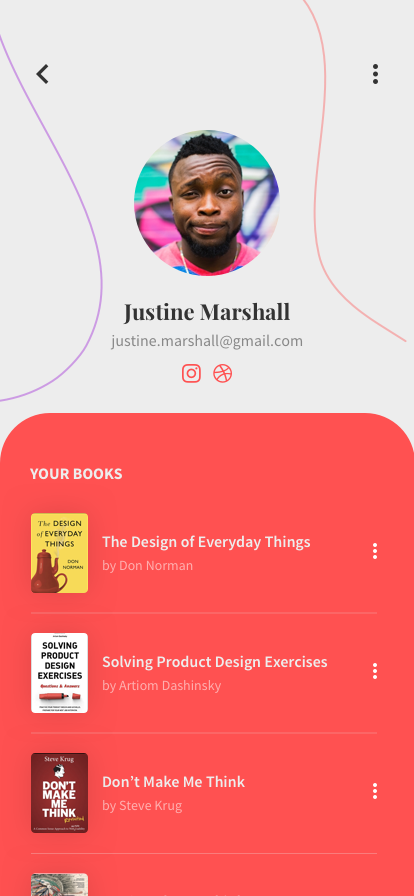 Justine Marshall
justine.marshall@gmail.com
YOUR BOOKS
The DESIGN
of EVERYDAY
THINGS
DON
NORMAN
The Design of Everyday Things
by Don Norman
SOLVING
PRODUCT
DESIGN
EXERCISES
Questions & Answers
Solving Product Design Exercises
by Artiom Dashinsky
Steve Krug
DON'T
MAKE
ME
THINK
Don’t Make Me Think
by Steve Krug